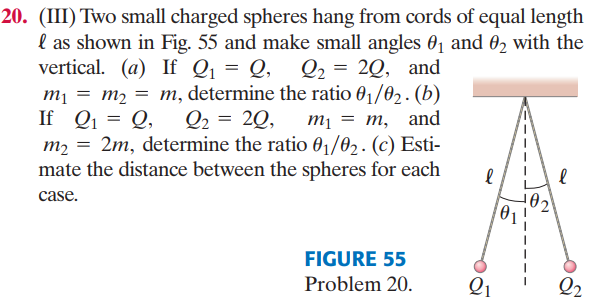 20. (III) Two small charged spheres hang from cords of equal length
ℓ as shown in Fig. 55 and make small angles θ₁ and θ₂ with the
vertical. (a) If Q₁ = Q, Q₂ = 2Q, and
m₁ = m₂ = m, determine the ratio θ₁/θ₂. (b)
If Q₁ = Q, Q₂ = 2Q, m₁ = m, and
m₂ = 2m, determine the ratio θ₁/θ₂. (c) Esti-
mate the distance between the spheres for each
case.
ℓ ℓ
θ₁ θ₂
Q₁ Q₂
FIGURE 55
Problem 20.